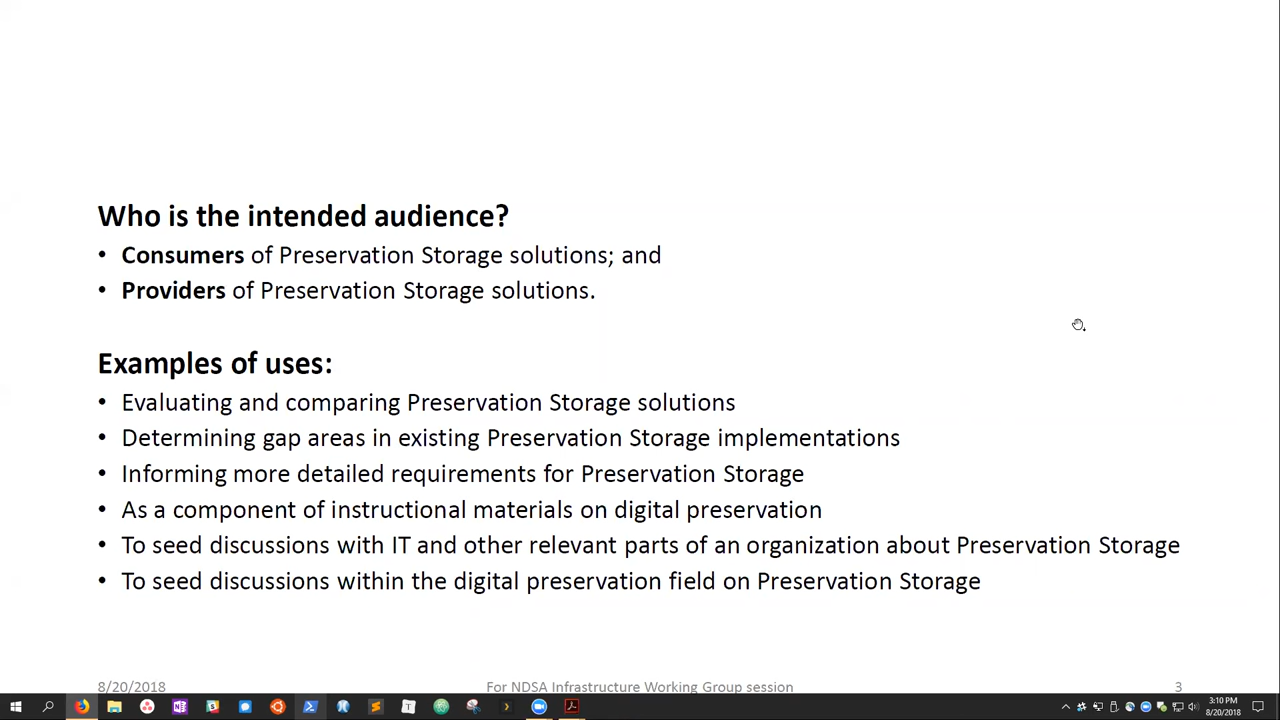 Who is the intended audience?
• Consumers of Preservation Storage solutions; and
• Providers of Preservation Storage solutions.
Examples of uses:
• Evaluating and comparing Preservation Storage solutions
• Determining gap areas in existing Preservation Storage implementations
• Informing more detailed requirements for Preservation Storage
• As a component of instructional materials on digital preservation
• To seed discussions with IT and other relevant parts of an organization about Preservation Storage
• To seed discussions within the digital preservation field on Preservation Storage
8/20/2018 For NDSA Infrastructure Working Group session 3
3:10 PM
8/20/2018